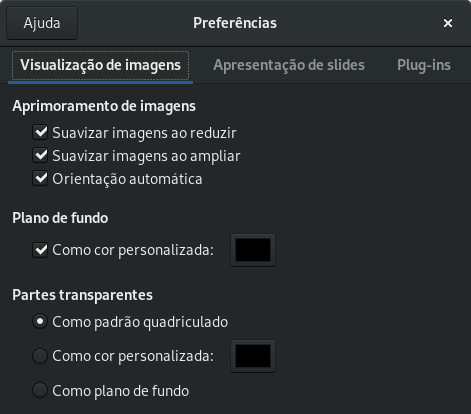 Ajuda
Preferências
Visualização de imagens
Apresentação de slides
Plug-ins
Aprimoramento de imagens
Suavizar imagens ao reduzir
Suavizar imagens ao ampliar
Orientação automática
Plano de fundo
Como cor personalizada:
Partes transparentes
Como padrão quadriculado
Como cor personalizada:
Como plano de fundo